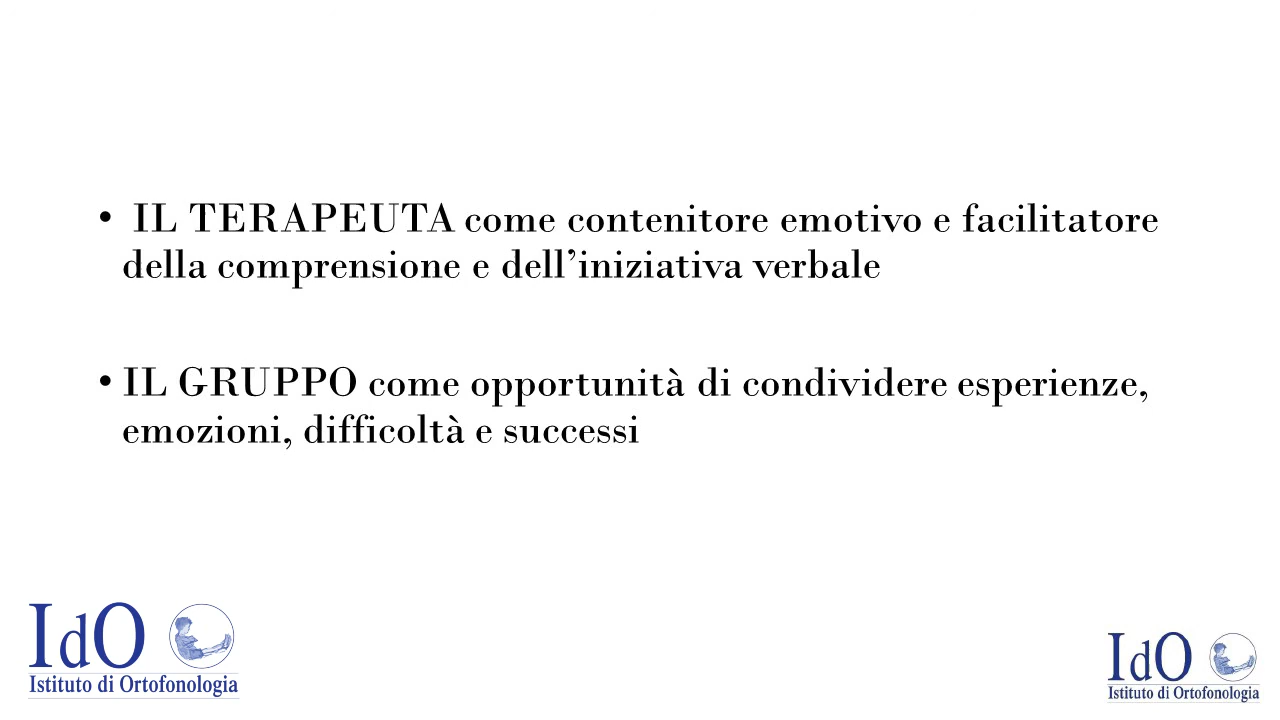 • IL TERAPEUTA come contenitore emotivo e facilitatore
della comprensione e dell’iniziativa verbale
• IL GRUPPO come opportunità di condividere esperienze,
emozioni, difficoltà e successi
IdO
Istituto di Ortofonologia
IdO
Istituto di Ortofonologia